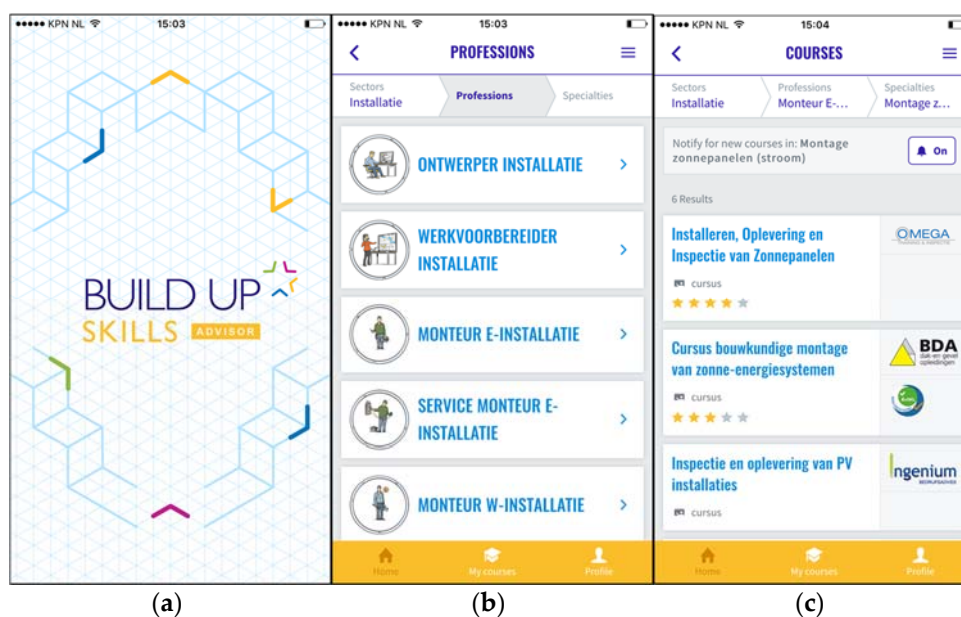 KPN NL 15:03
BUILD UP
SKILLS ADVISOR
(a)
KPN NL 15:03
PROFESSIONS
Sectors
Installatie
Professions
Specialties
ONTWERPER INSTALLATIE
WERKVOORBEREIDER
INSTALLATIE
MONTEUR E-INSTALLATIE
SERVICE MONTEUR E-
INSTALLATIE
MONTEUR W-INSTALLATIE
Home My courses Profile
(b)
KPN NL 15:04
COURSES
Sectors Professions Specialties
Installatie Monteur E-... Montage z...
Notify for new courses in: Montage
zonnepanelen (stroom)
On
6 Results
Installeren, Oplevering en
Inspectie van Zonnepanelen
cursus
OMEGA
Cursus bouwkundige montage
van zonne-energiesystemen
cursus
BDA
dak- en gevel
opleidingen
Inspectie en oplevering van PV
installaties
cursus
Ingenium
Home My courses Profile
(c)